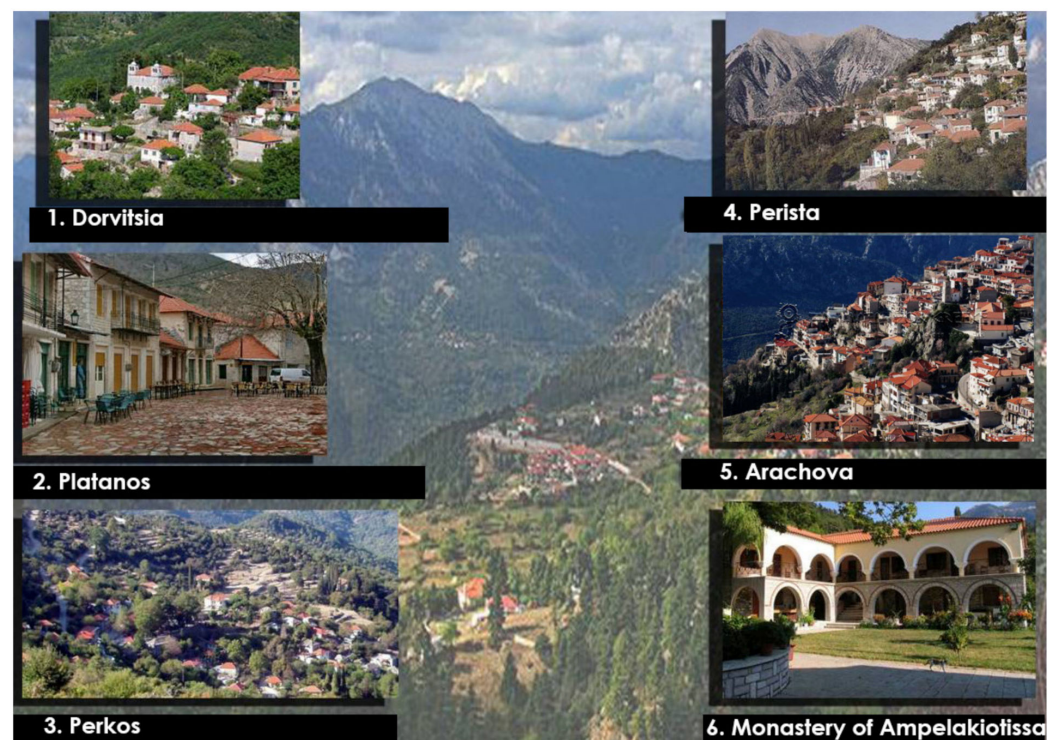 1. Dorvitsia
2. Platanos
3. Perkos
4. Perista
5. Arachova
6. Monastery of Ampelakiotissa